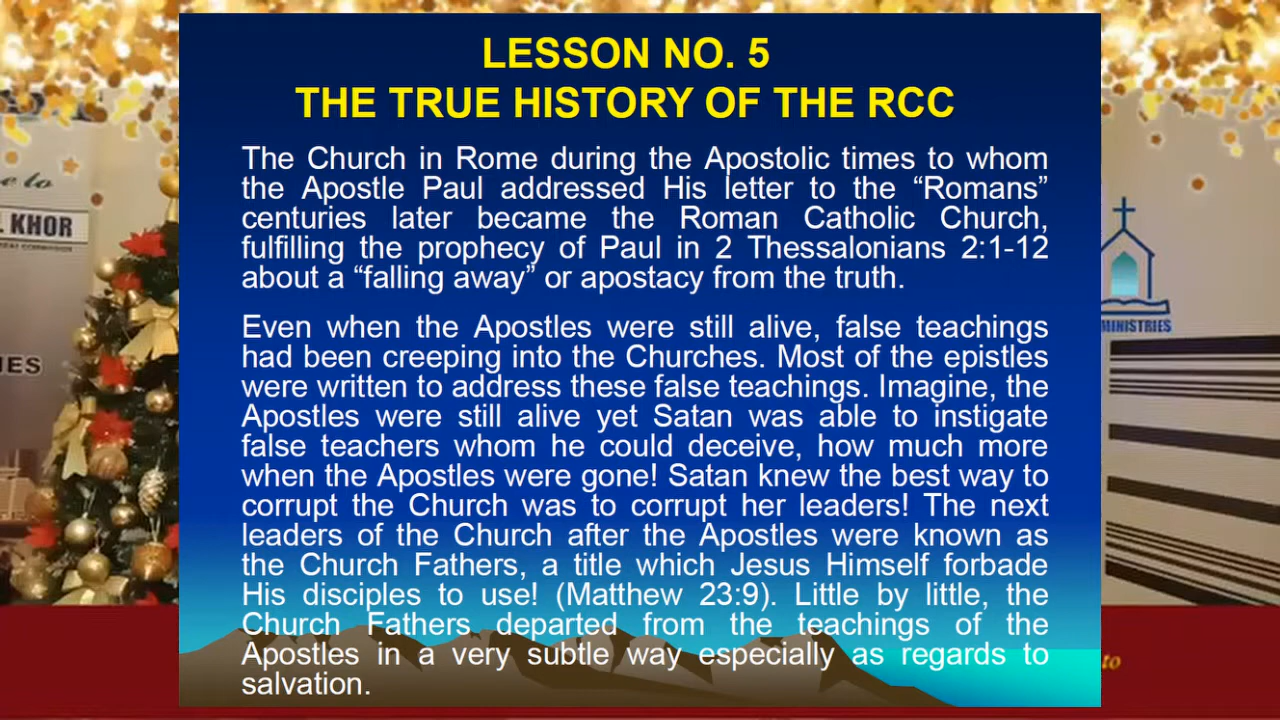 LESSON NO. 5
THE TRUE HISTORY OF THE RCC
The Church in Rome during the Apostolic times to whom
the Apostle Paul addressed His letter to the “Romans”
centuries later became the Roman Catholic Church,
fulfilling the prophecy of Paul in 2 Thessalonians 2:1-12
about a “falling away” or apostacy from the truth.
Even when the Apostles were still alive, false teachings
had been creeping into the Churches. Most of the epistles
were written to address these false teachings. Imagine, the
Apostles were still alive yet Satan was able to instigate
false teachers whom he could deceive, how much more
when the Apostles were gone! Satan knew the best way to
corrupt the Church was to corrupt her leaders! The next
leaders of the Church after the Apostles were known as
the Church Fathers, a title which Jesus Himself forbade
His disciples to use! (Matthew 23:9). Little by little, the
Church Fathers departed from the teachings of the
Apostles in a very subtle way especially as regards to
salvation.
to
KHOR
MINISTRIES
to